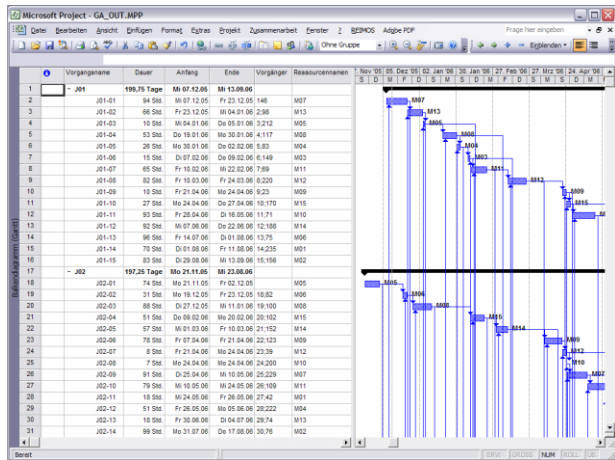 Microsoft Project - GA_OUT.MPP
Datei Bearbeiten Ansicht Einfügen Format Extras Projekt Zusammenarbeit Fenster ? REIMOS Adobe PDF Frage hier eingeben
Ohne Gruppe Einblenden
Vorgangsname Dauer Anfang Ende Vorgänger Ressourcennamen
Nov '05 05. Dez '05 02. Jan '06 30. Jan '06 27. Feb '06 27. Mrz '06 24. Apr '06
1 J01 199,75 Tage Mi 07.12.05 Mi 13.09.06
2 J01-01 94 Std. Mi 07.12.05 Fr 23.12.05 146 M07
3 J01-02 66 Std. Fr 23.12.05 Mi 04.01.06 2;98 M13
4 J01-03 10 Std. Mi 04.01.06 Do 05.01.06 3;212 M05
5 J01-04 53 Std. Do 19.01.06 Mo 30.01.06 4;117 M08
6 J01-05 26 Std. Mo 30.01.06 Do 02.02.06 5;83 M04
7 J01-06 15 Std. Di 07.02.06 Do 09.02.06 6;149 M03
8 J01-07 65 Std. Fr 10.02.06 Mi 22.02.06 7;69 M11
9 J01-08 82 Std. Fr 10.03.06 Fr 24.03.06 8;220 M12
10 J01-09 10 Std. Fr 21.04.06 Mo 24.04.06 9;23 M09
11 J01-10 27 Std. Mo 24.04.06 Do 27.04.06 10;170 M15
12 J01-11 93 Std. Fr 28.04.06 Di 16.05.06 11;71 M10
13 J01-12 92 Std. Mi 07.06.06 Do 22.06.06 12;188 M14
14 J01-13 96 Std. Fr 14.07.06 Di 01.08.06 13;75 M06
15 J01-14 70 Std. Di 01.08.06 Fr 11.08.06 14;235 M01
16 J01-15 83 Std. Di 29.08.06 Mi 13.09.06 15;156 M02
17 J02 197,25 Tage Mo 21.11.05 Mi 23.08.06
18 J02-01 74 Std. Mo 21.11.05 Fr 02.12.05 M05
19 J02-02 31 Std. Mo 19.12.05 Fr 23.12.05 18;82 M06
20 J02-03 88 Std. Di 27.12.05 Mi 11.01.06 19;100 M08
21 J02-04 51 Std. Do 09.02.06 Mo 20.02.06 20;102 M15
22 J02-05 57 Std. Mi 01.03.06 Fr 10.03.06 21;152 M14
23 J02-06 78 Std. Fr 07.04.06 Fr 21.04.06 22;123 M09
24 J02-07 8 Std. Fr 21.04.06 Mo 24.04.06 23;39 M12
25 J02-08 7 Std. Mo 24.04.06 Mo 24.04.06 24;200 M10
26 J02-09 91 Std. Di 25.04.06 Mi 10.05.06 25;229 M07
27 J02-10 79 Std. Mi 10.05.06 Mi 24.05.06 26;109 M11
28 J02-11 18 Std. Mi 24.05.06 Fr 26.05.06 27;42 M01
29 J02-12 51 Std. Fr 26.05.06 Mo 05.06.06 28;222 M04
30 J02-13 18 Std. Fr 30.06.06 Di 04.07.06 29;74 M13
31 J02-14 99 Std. Mo 31.07.06 Do 17.08.06 30;76 M02
M07
M13
M05
M08
M04
M03
M11
M12
M09
M15
M05
M06
M08
M15
M14
M09
M12
M10
M07
Balkendiagramm (Gantt)
Bereit ERW GROSS NUM ROLL ÜB